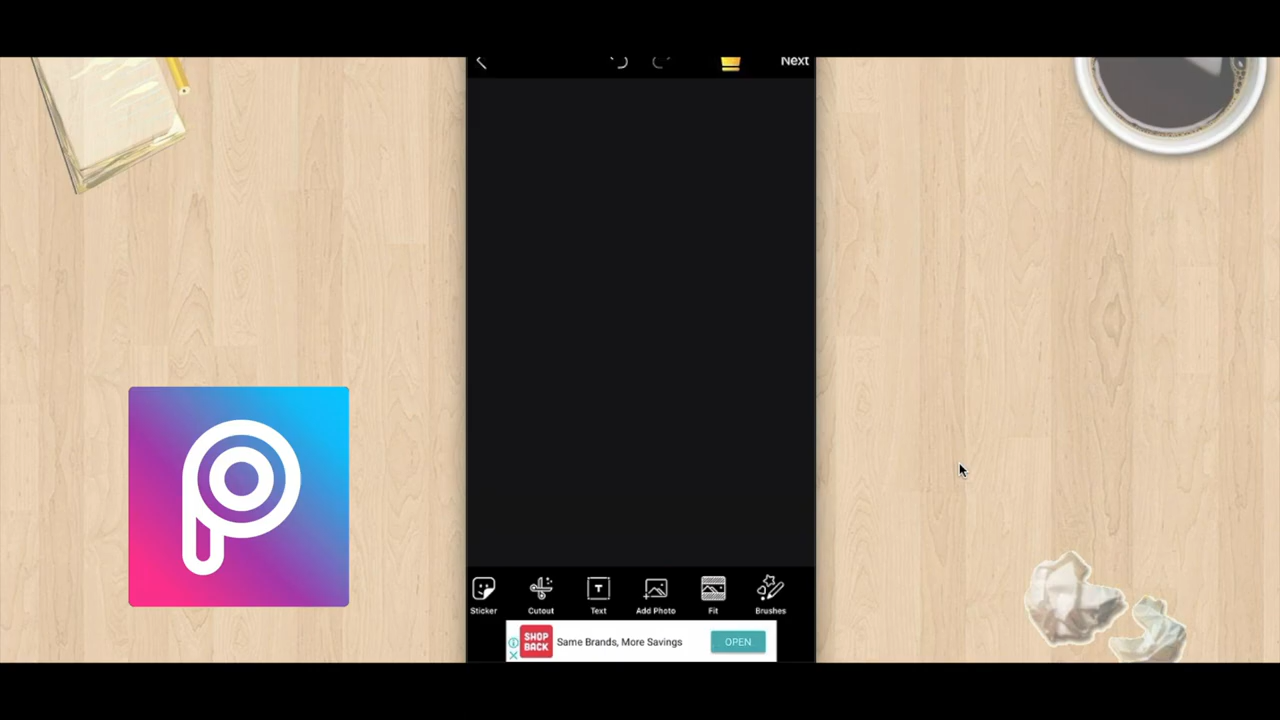 Next
Sticker Cutout Text Add Photo Fit Brushes
SHOP
BACK
Same Brands, More Savings
OPEN